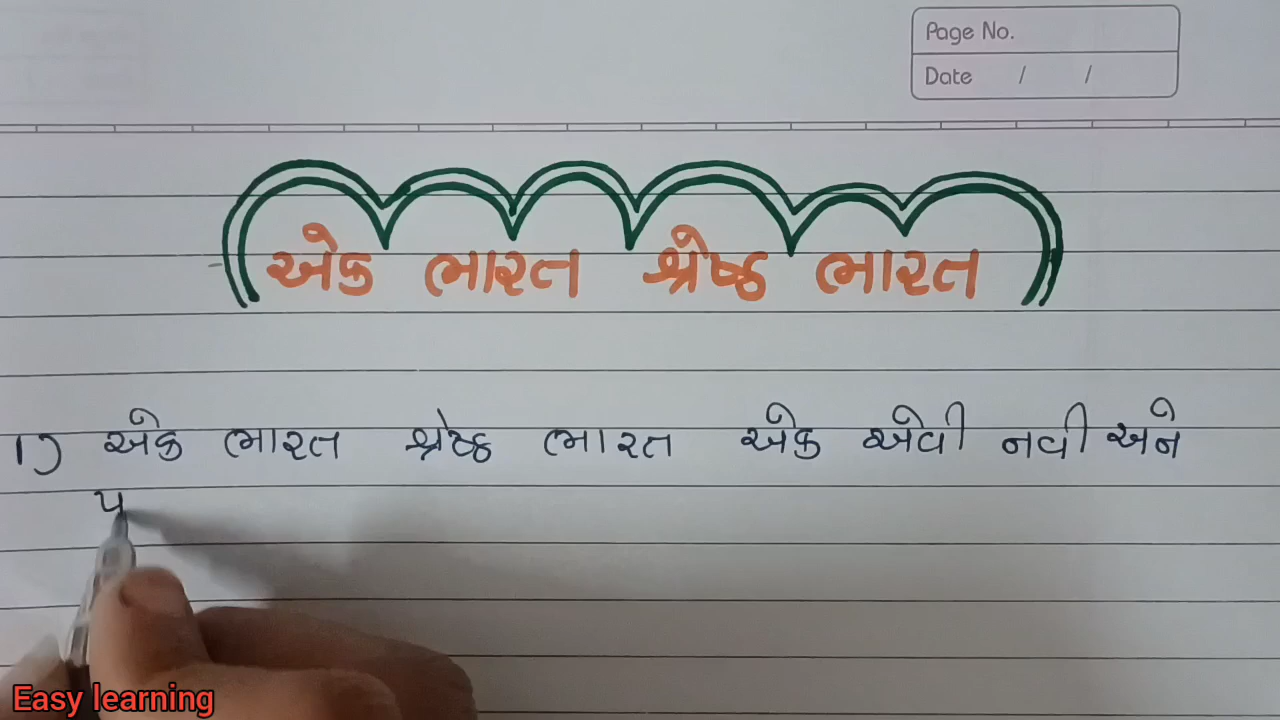 Page No.
Date / /
એક ભારત શ્રેષ્ઠ ભારત
1) એક ભારત શ્રેષ્ઠ ભારત એક એવી નવી અને
પ
Easy learning